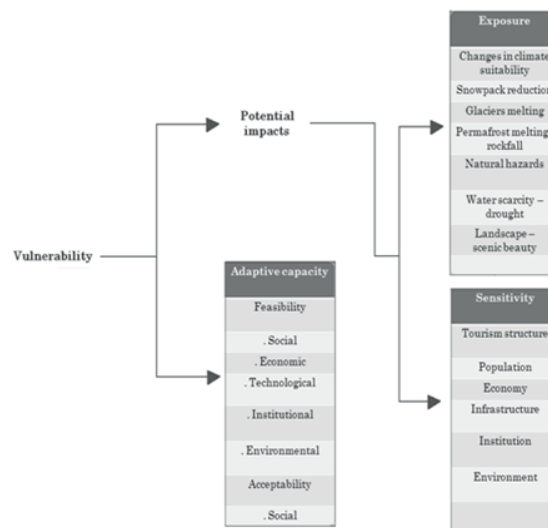 Vulnerability
Potential
impacts
Adaptive capacity
Feasibility
. Social
. Economic
. Technological
. Institutional
. Environmental
Acceptability
. Social
Exposure
Changes in climate
suitability
Snowpack reduction
Glaciers melting
Permafrost melting
rockfall
Natural hazards
Water scarcity –
drought
Landscape –
scenic beauty
Sensitivity
Tourism structure
Population
Economy
Infrastructure
Institution
Environment